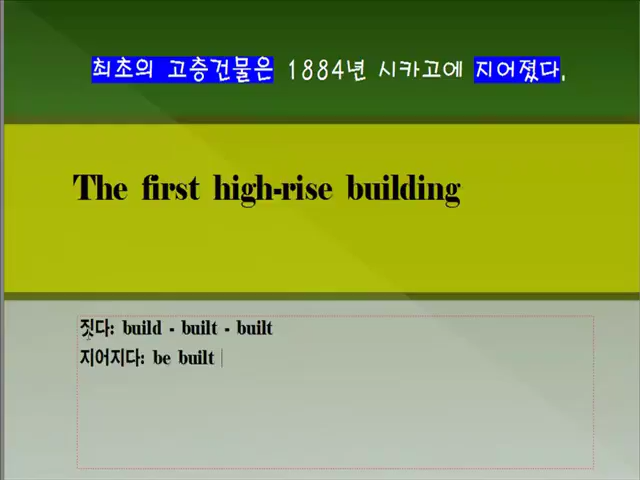 최초의 고층건물은 1884년 시카고에 지어졌다.
The first high-rise building
짓다: build - built - built
지어지다: be built